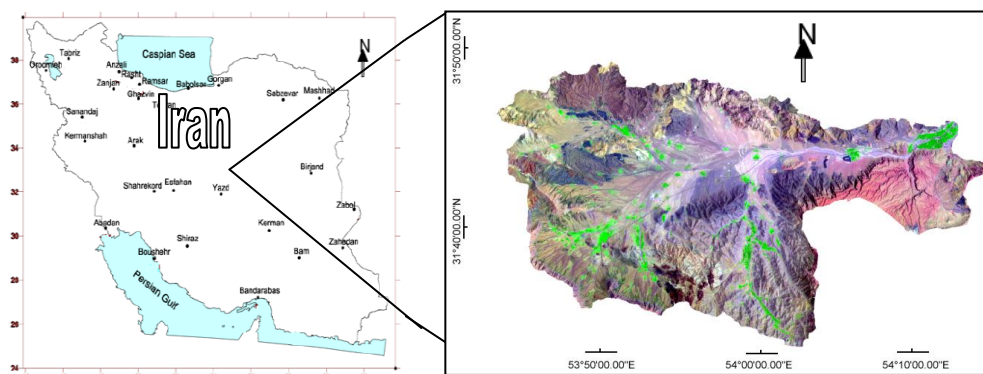 38
36
34
32
30
28
26
24
Tabriz
Oroomieh
Caspian Sea
N
Anzali
Rasht
Ramsar
Zanjan
Ghazvin
Babolsar
Gorgan
Mashhad
Sabzevar
Sanandaj
Iran
Kermanshah
Arak
Birjand
Shahrekord
Esfahan
Yazd
Zabol
Abadan
Kerman
Shiraz
Zahedan
Boushehr
Bam
Persian Gulf
Bandarabas
N
31°50'00.00"E
31°40'00.00"E
53°50'00.00"E
54°00'00.00"E
54°10'00.00"E